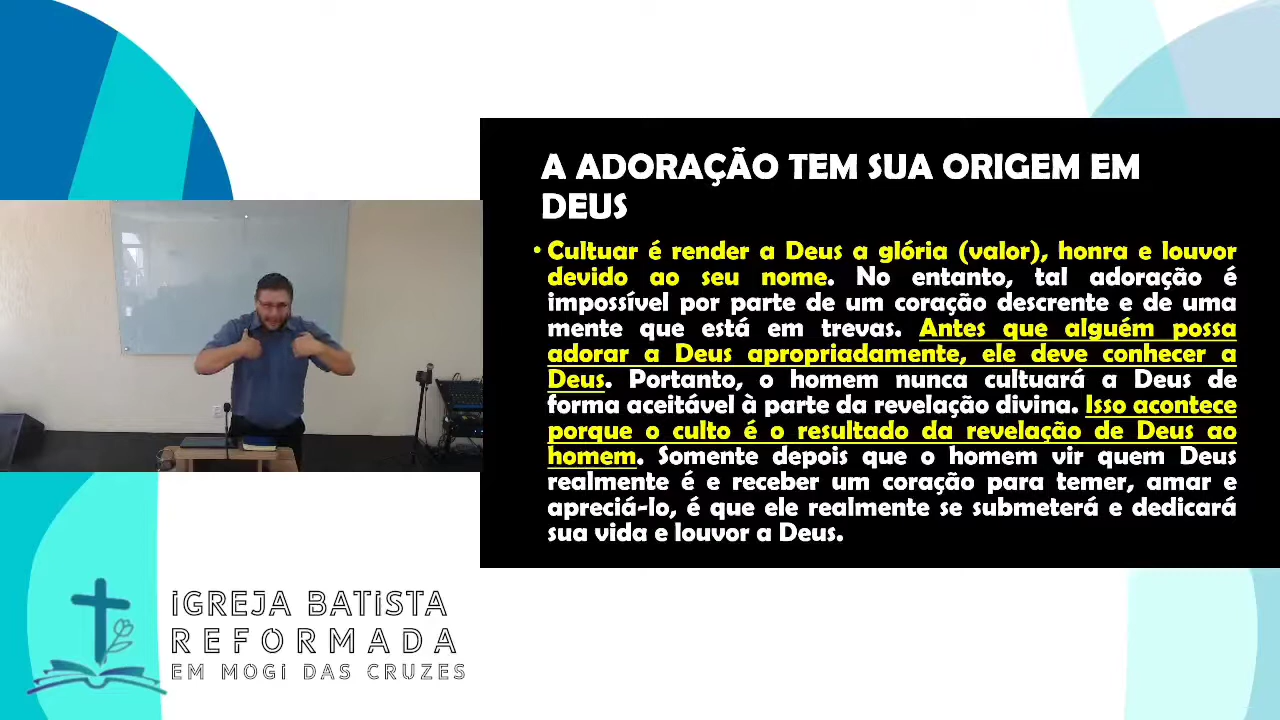 A ADORAÇÃO TEM SUA ORIGEM EM
DEUS
• Cultuar é render a Deus a glória (valor), honra e louvor
devido ao seu nome. No entanto, tal adoração é
impossível por parte de um coração descrente e de uma
mente que está em trevas. Antes que alguém possa
adorar a Deus apropriadamente, ele deve conhecer a
Deus. Portanto, o homem nunca cultuará a Deus de
forma aceitável à parte da revelação divina. Isso acontece
porque o culto é o resultado da revelação de Deus ao
homem. Somente depois que o homem vir quem Deus
realmente é e receber um coração para temer, amar e
apreciá-lo, é que ele realmente se submeterá e dedicará
sua vida e louvor a Deus.
iGREJA BATiSTA
REFORMADA
EM MOGi DAS CRUZES